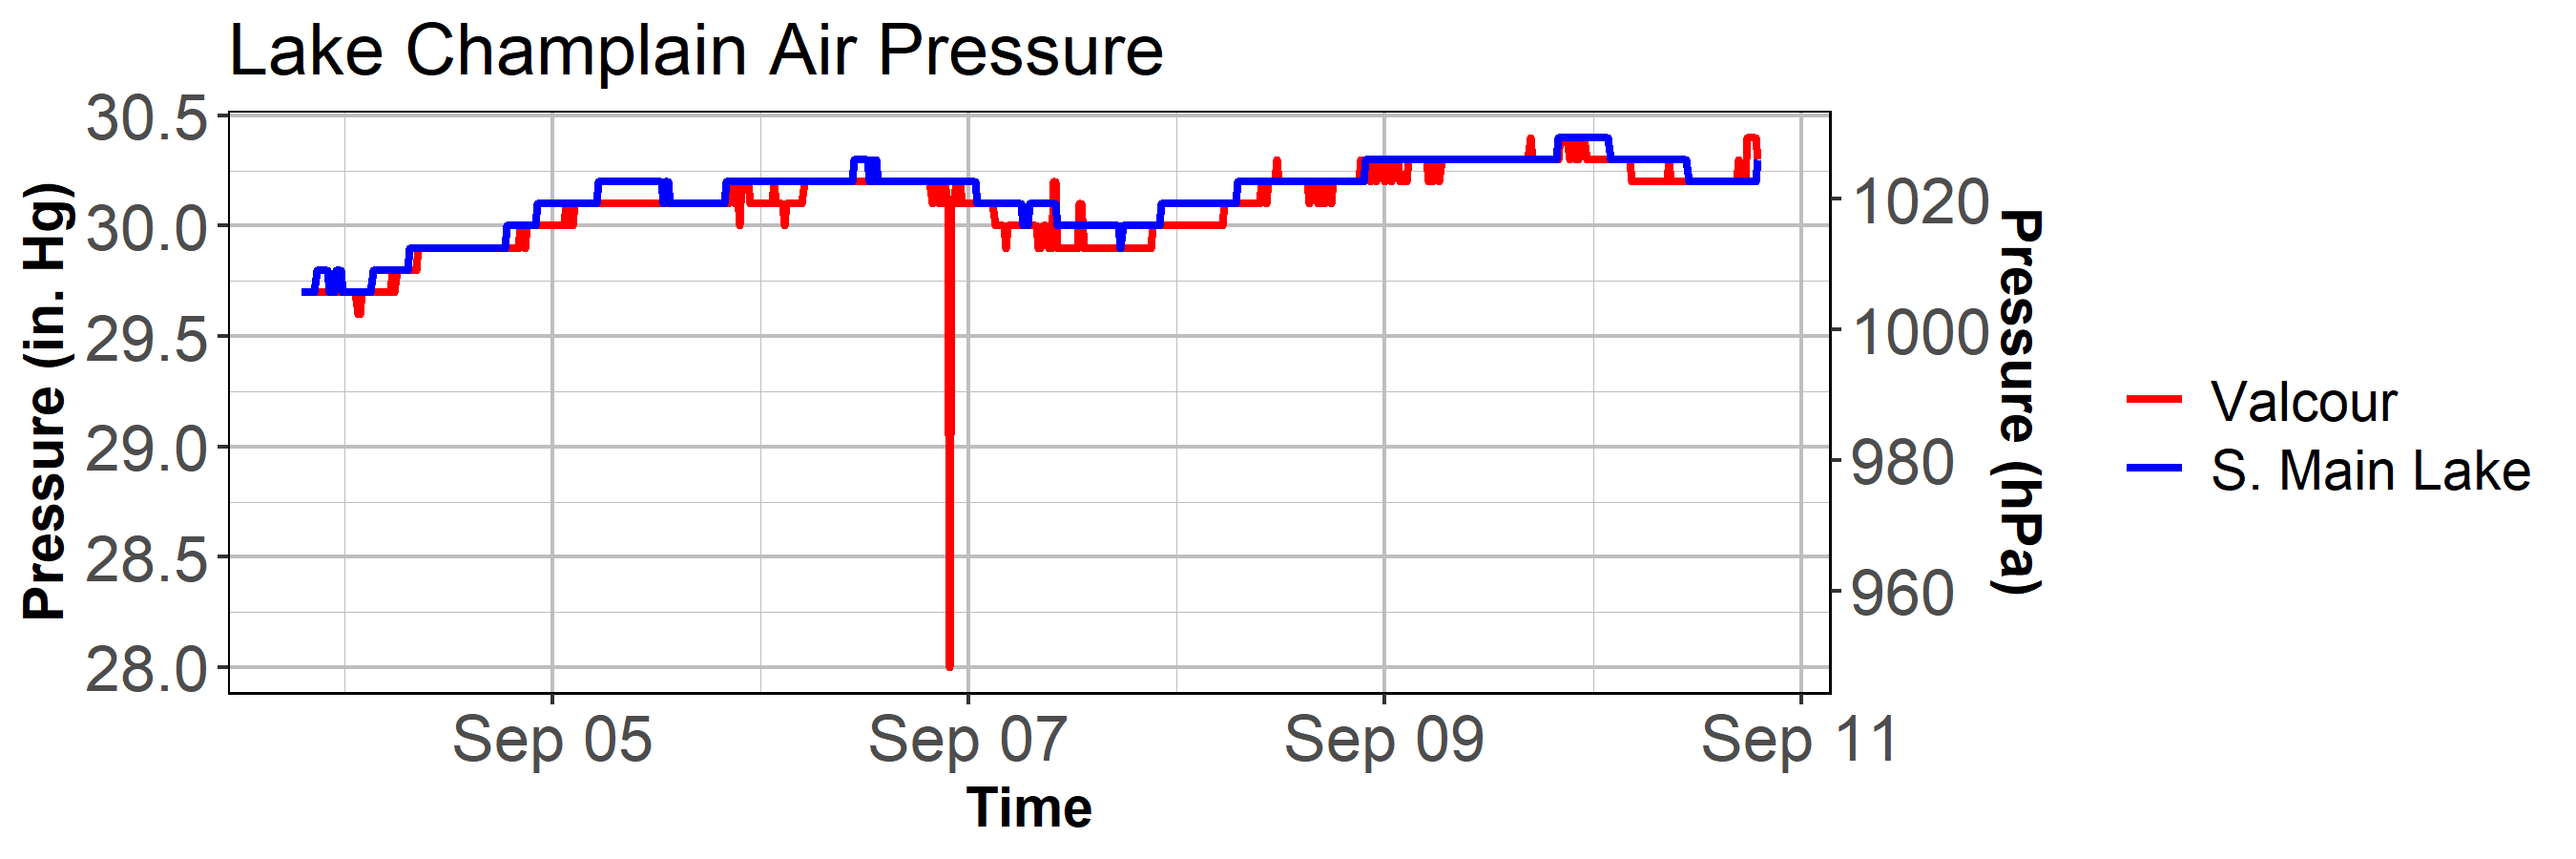 Lake Champlain Air Pressure
Pressure (in. Hg)
30.5
30.0
29.5
29.0
28.5
28.0
1020
1000
980
960
Pressure (hPa)
Sep 05 Sep 07 Sep 09 Sep 11
Time
Valcour
S. Main Lake